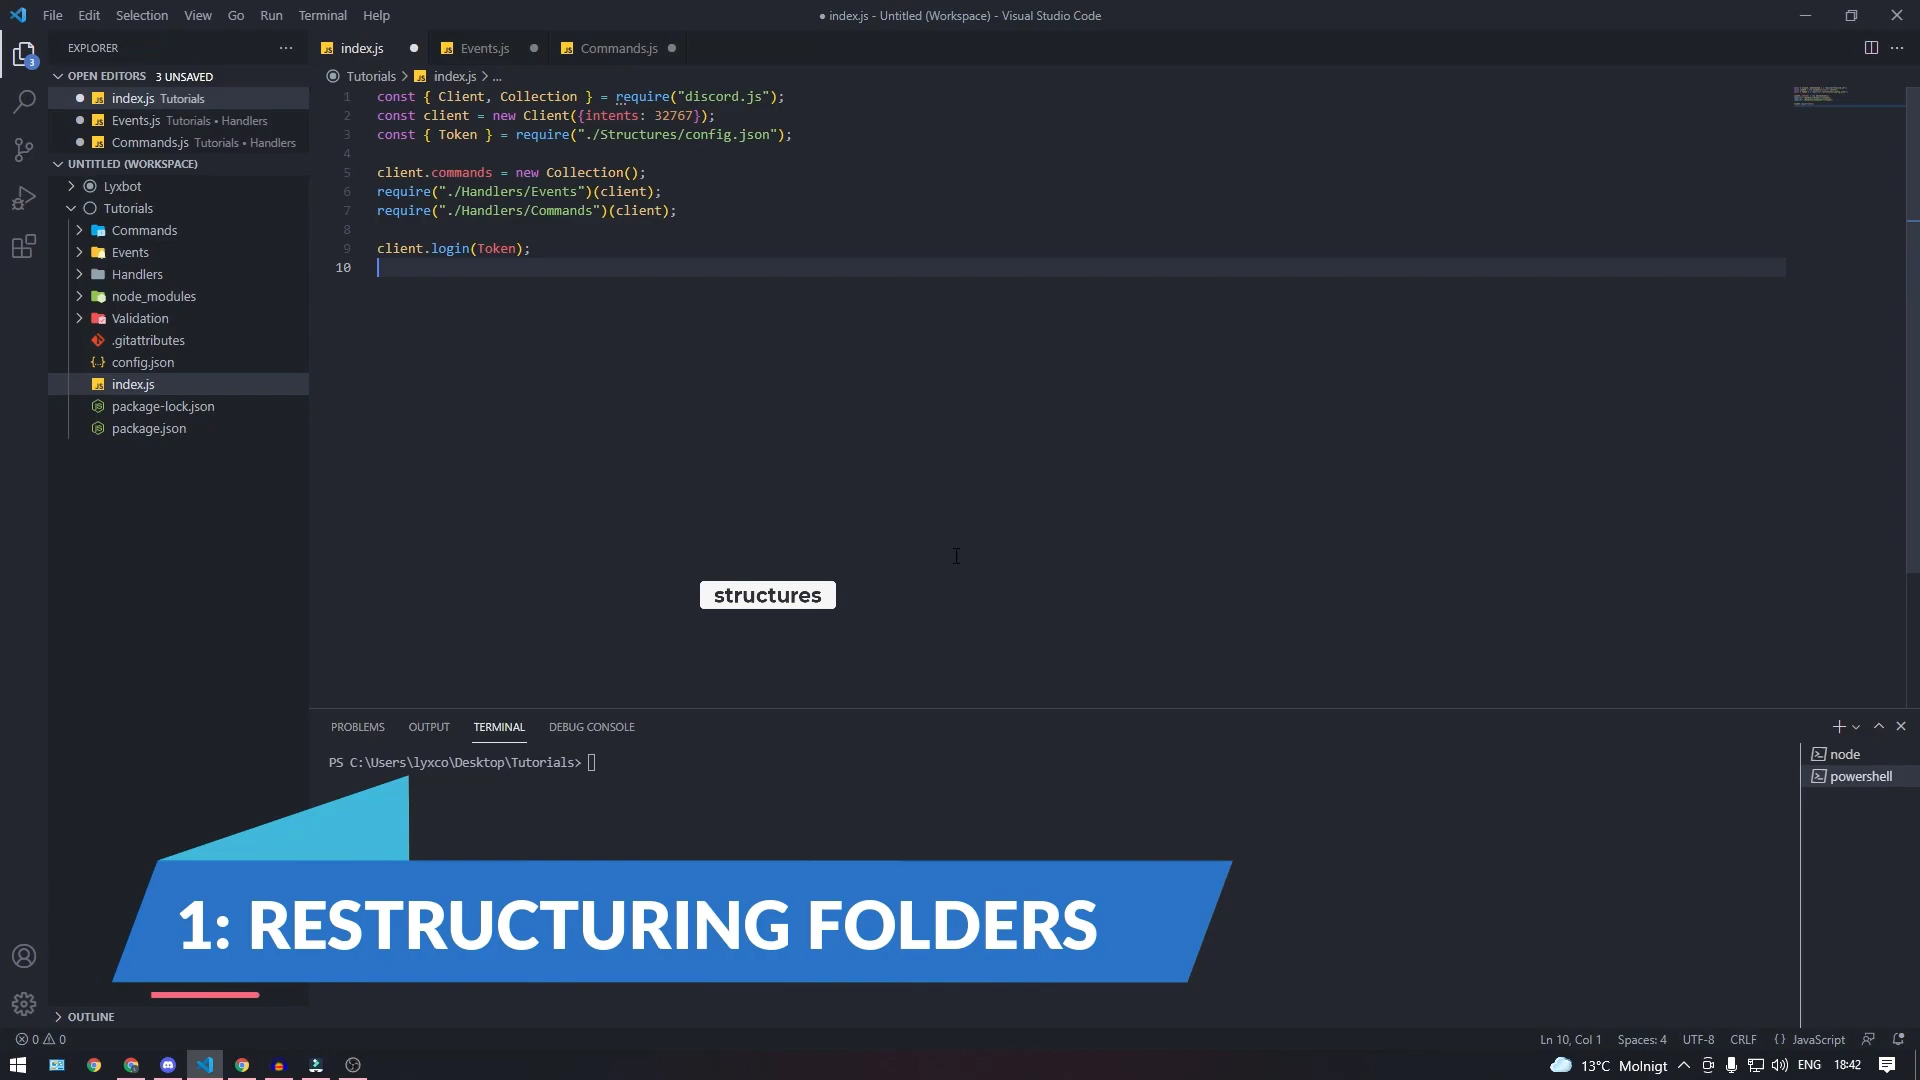 File Edit Selection View Go Run Terminal Help
● index.js - Untitled (Workspace) - Visual Studio Code
EXPLORER
3
OPEN EDITORS 3 UNSAVED
index.js Tutorials
Events.js Tutorials • Handlers
Commands.js Tutorials • Handlers
UNTITLED (WORKSPACE)
Lyxbot
Tutorials
Commands
Events
Handlers
node_modules
Validation
.gitattributes
config.json
index.js
package-lock.json
package.json
OUTLINE
index.js
Events.js
Commands.js
Tutorials > index.js > ...
1 const { Client, Collection } = require("discord.js");
2 const client = new Client({intents: 32767});
3 const { Token } = require("./Structures/config.json");
4
5 client.commands = new Collection();
6 require("./Handlers/Events")(client);
7 require("./Handlers/Commands")(client);
8
9 client.login(Token);
10
structures
PROBLEMS OUTPUT TERMINAL DEBUG CONSOLE
PS C:\Users\lyxco\Desktop\Tutorials>
node
powershell
1: RESTRUCTURING FOLDERS
0 0
Ln 10, Col 1 Spaces: 4 UTF-8 CRLF {} JavaScript
13°C Molnigt ENG 18:42